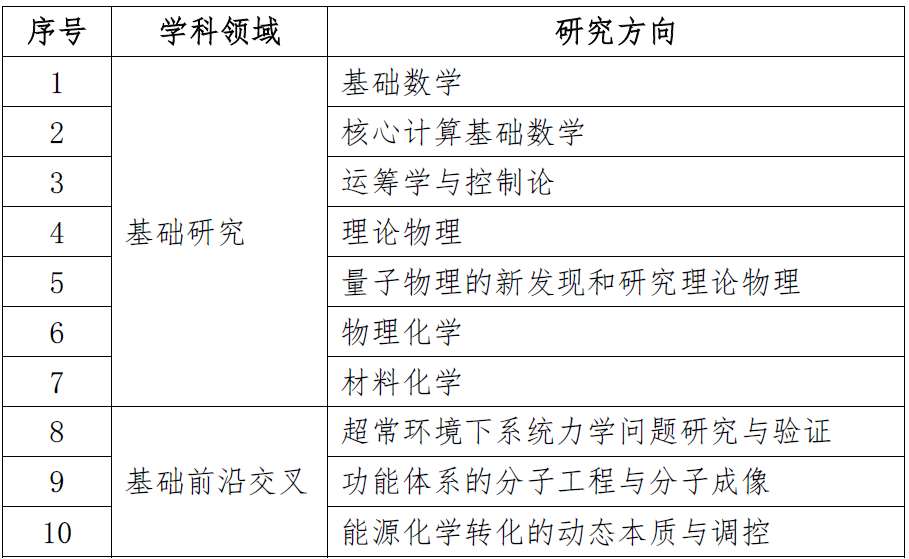 序号 学科领域 研究方向
1 基础数学
2 核心计算基础数学
3 运筹学与控制论
4 基础研究 理论物理
5 量子物理的新发现和研究理论物理
6 物理化学
7 材料化学
8 超常环境下系统力学问题研究与验证
9 基础前沿交叉 功能体系的分子工程与分子成像
10 能源化学转化的动态本质与调控